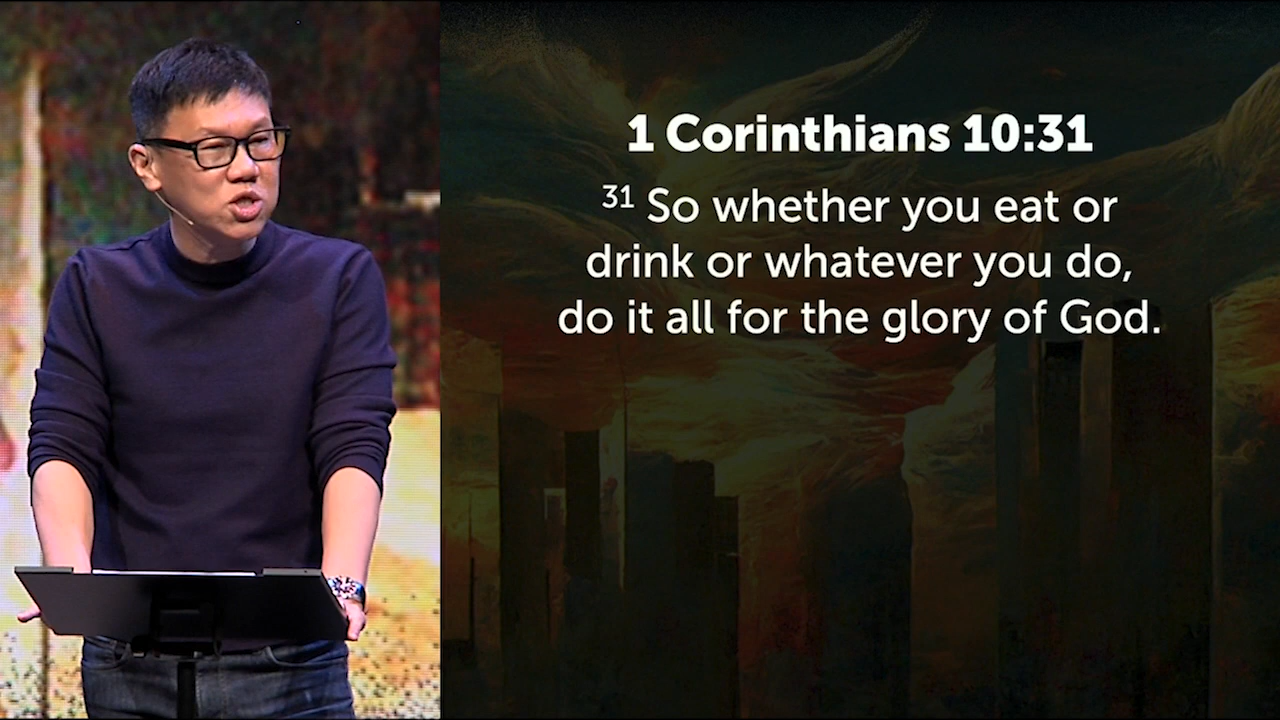 1 Corinthians 10:31
31 So whether you eat or
drink or whatever you do,
do it all for the glory of God.